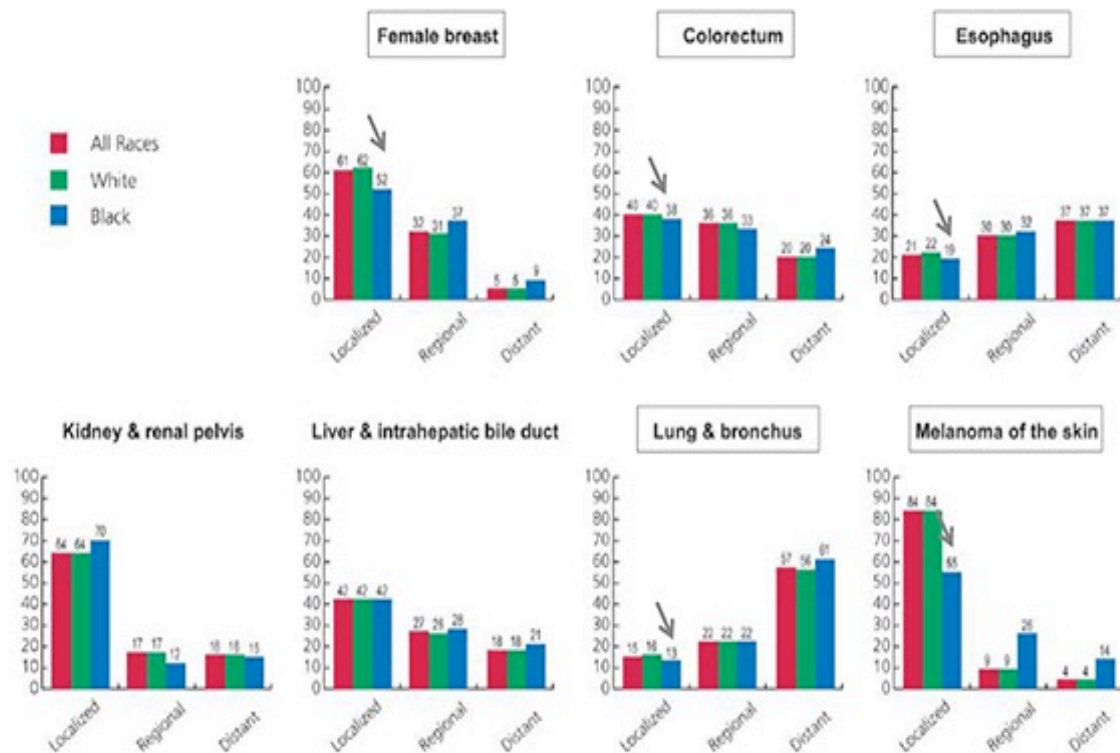 Female breast
Colorectum
Esophagus
All Races
White
Black
100
90
80
70
60
50
40
30
20
10
0
61 62 52
32 31 37
5 5 9
Localized
Regional
Distant
100
90
80
70
60
50
40
30
20
10
0
40 40 38
36 36 33
20 20 24
Localized
Regional
Distant
100
90
80
70
60
50
40
30
20
10
0
21 22 19
30 30 32
37 37 37
Localized
Regional
Distant
Kidney & renal pelvis
Liver & intrahepatic bile duct
Lung & bronchus
Melanoma of the skin
100
90
80
70
60
50
40
30
20
10
0
64 64 70
17 17 12
16 16 15
Localized
Regional
Distant
100
90
80
70
60
50
40
30
20
10
0
42 42 42
27 26 28
18 18 21
Localized
Regional
Distant
100
90
80
70
60
50
40
30
20
10
0
15 16 13
22 22 22
57 56 61
Localized
Regional
Distant
100
90
80
70
60
50
40
30
20
10
0
84 84 55
9 9 26
4 4 14
Localized
Regional
Distant